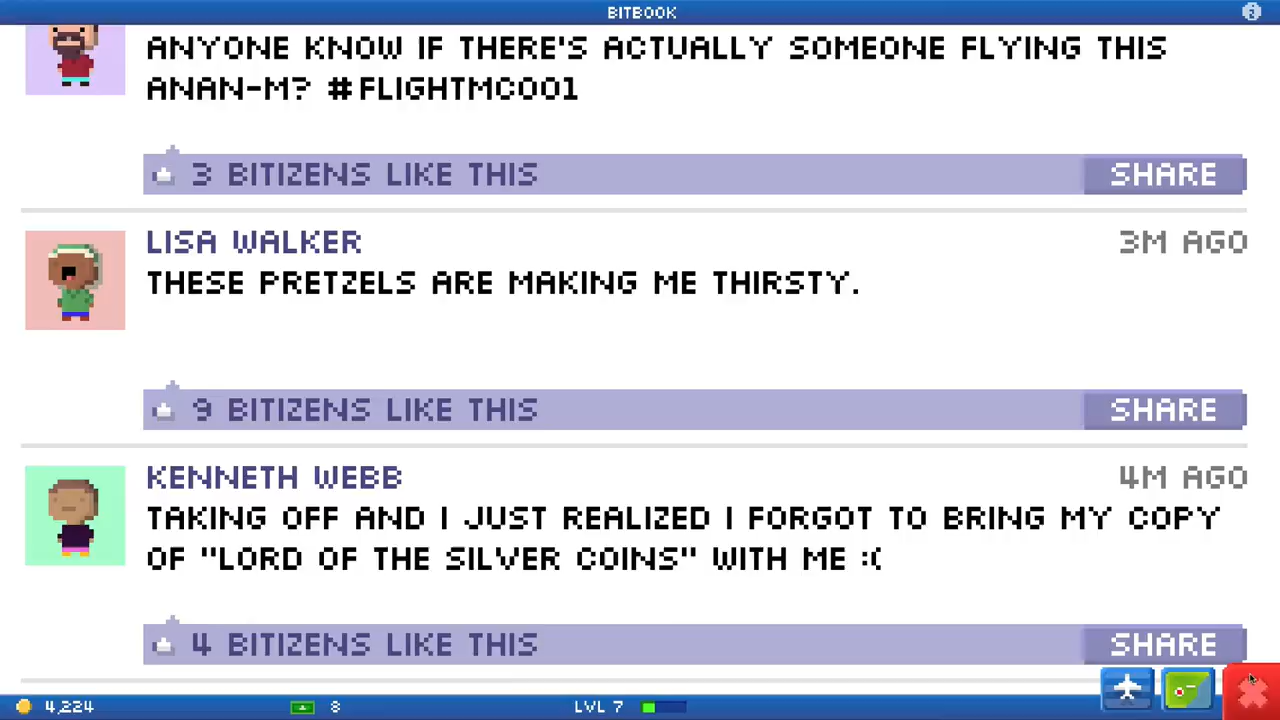 BITBOOK
ANYONE KNOW IF THERE'S ACTUALLY SOMEONE FLYING THIS
ANAN-M? #FLIGHTMC001
3 BITIZENS LIKE THIS SHARE
LISA WALKER 3M AGO
THESE PRETZELS ARE MAKING ME THIRSTY.
9 BITIZENS LIKE THIS SHARE
KENNETH WEBB 4M AGO
TAKING OFF AND I JUST REALIZED I FORGOT TO BRING MY COPY
OF "LORD OF THE SILVER COINS" WITH ME :(
4 BITIZENS LIKE THIS SHARE
4,224 8 LVL 7